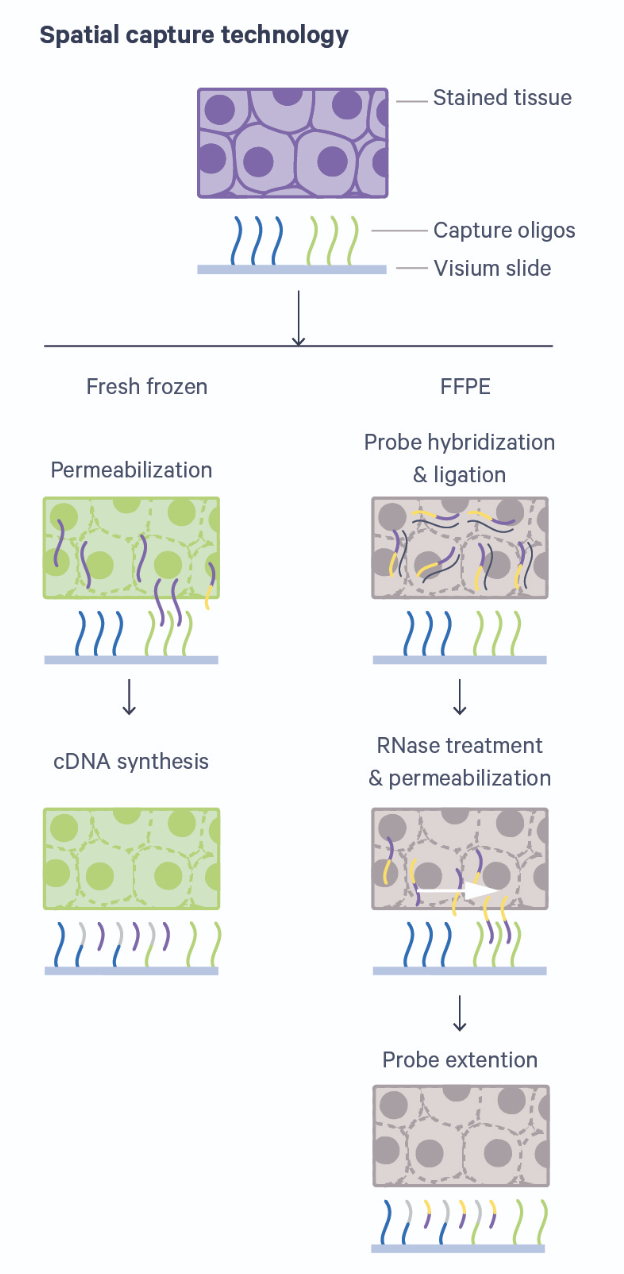 Spatial capture technology
Stained tissue
Capture oligos
Visium slide
Fresh frozen
FFPE
Permeabilization
Probe hybridization
& ligation
cDNA synthesis
RNase treatment
& permeabilization
Probe extention